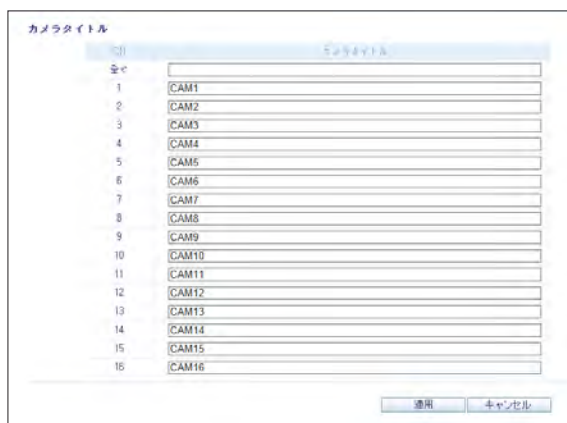 カメラタイトル
CH カメラタイトル
全て
1 CAM1
2 CAM2
3 CAM3
4 CAM4
5 CAM5
6 CAM6
7 CAM7
8 CAM8
9 CAM9
10 CAM10
11 CAM11
12 CAM12
13 CAM13
14 CAM14
15 CAM15
16 CAM16
適用 キャンセル